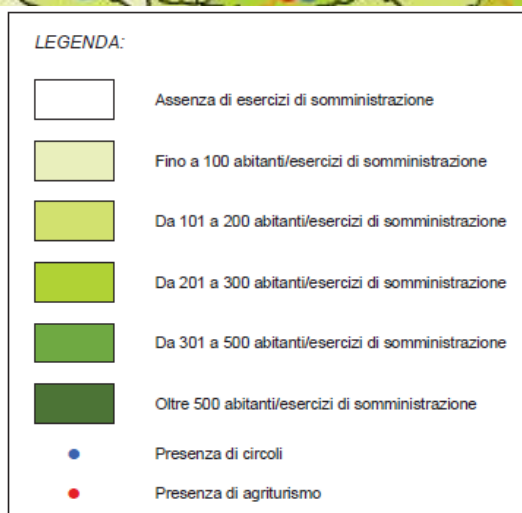 LEGENDA:
Assenza di esercizi di somministrazione
Fino a 100 abitanti/esercizi di somministrazione
Da 101 a 200 abitanti/esercizi di somministrazione
Da 201 a 300 abitanti/esercizi di somministrazione
Da 301 a 500 abitanti/esercizi di somministrazione
Oltre 500 abitanti/esercizi di somministrazione
Presenza di circoli
Presenza di agriturismo